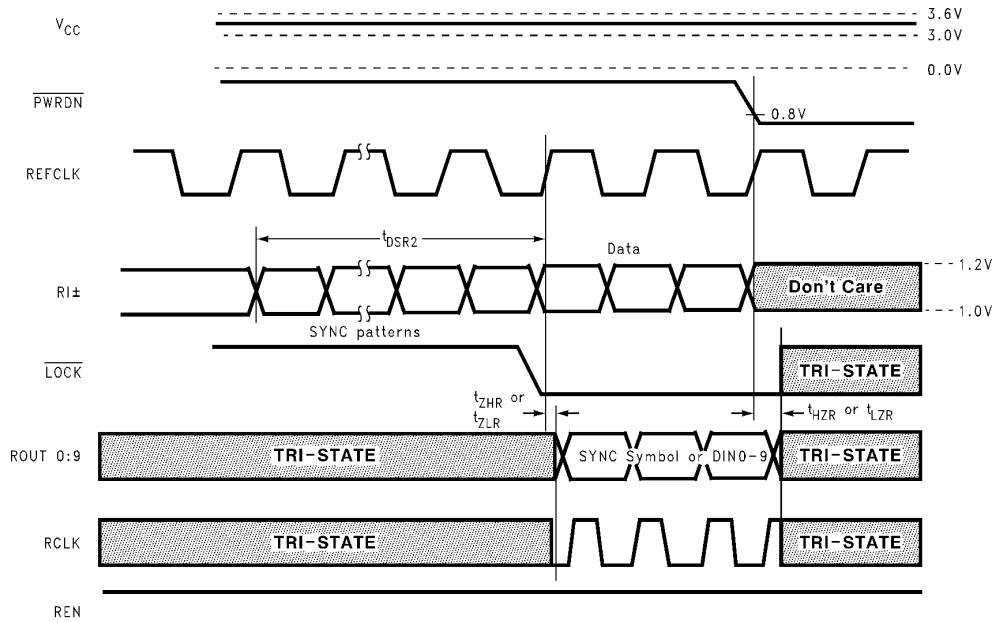 VCC
3.6V
3.0V
0.0V
PWRDN
0.8V
REFCLK
tDSR2
Data
RI±
Don't Care
1.2V
1.0V
SYNC patterns
LOCK
TRI-STATE
tZHR or
tZLR
tHZR or tLZR
ROUT 0:9
TRI-STATE
SYNC Symbol or DIN0-9
TRI-STATE
RCLK
TRI-STATE
TRI-STATE
REN